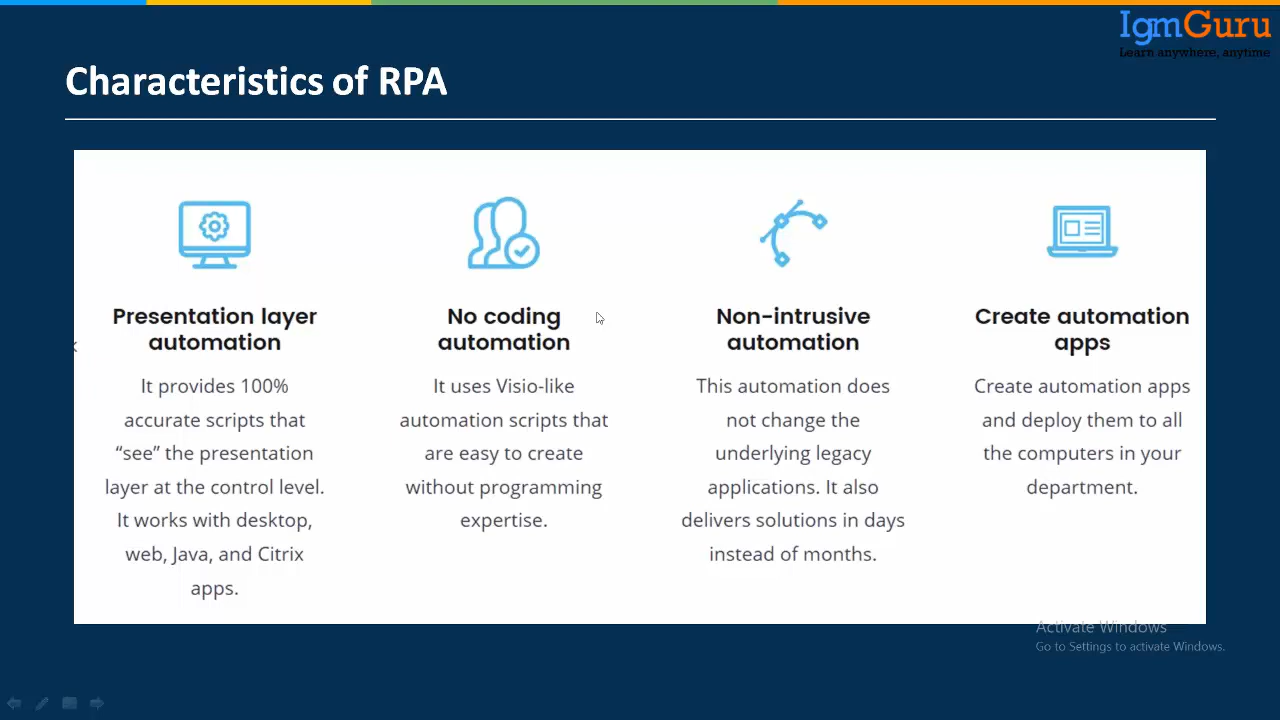 IgmGuru
Learn anywhere, anytime
Characteristics of RPA
Presentation layer
automation
It provides 100%
accurate scripts that
“see” the presentation
layer at the control level.
It works with desktop,
web, Java, and Citrix
apps.
No coding
automation
It uses Visio-like
automation scripts that
are easy to create
without programming
expertise.
Non-intrusive
automation
This automation does
not change the
underlying legacy
applications. It also
delivers solutions in days
instead of months.
Create automation
apps
Create automation apps
and deploy them to all
the computers in your
department.
Activate Windows
Go to Settings to activate Windows.